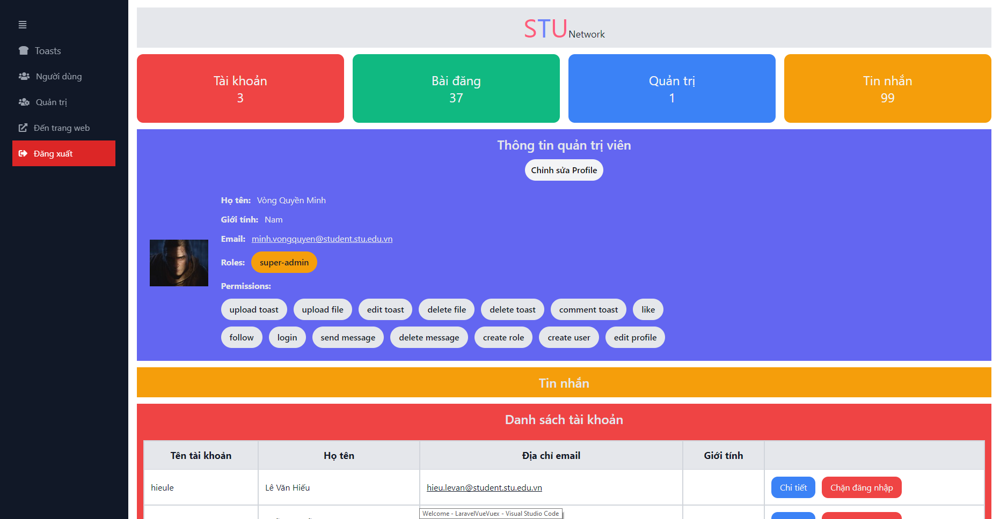 STU Network
Toasts
Người dùng
Quản trị
Đến trang web
Đăng xuất
Tài khoản
3
Bài đăng
37
Quản trị
1
Tin nhắn
99
Thông tin quản trị viên
Chỉnh sửa Profile
Họ tên: Vòng Quyền Minh
Giới tính: Nam
Email: minh.vongquyen@student.stu.edu.vn
Roles: super-admin
Permissions:
upload toast upload file edit toast delete file delete toast comment toast like
follow login send message delete message create role create user edit profile
Tin nhắn
Danh sách tài khoản
Tên tài khoản Họ tên Địa chỉ email Giới tính
hieule Lê Văn Hiếu hieu.levan@student.stu.edu.vn Chi tiết Chặn đăng nhập
Welcome - LaravelVueVuex - Visual Studio Code